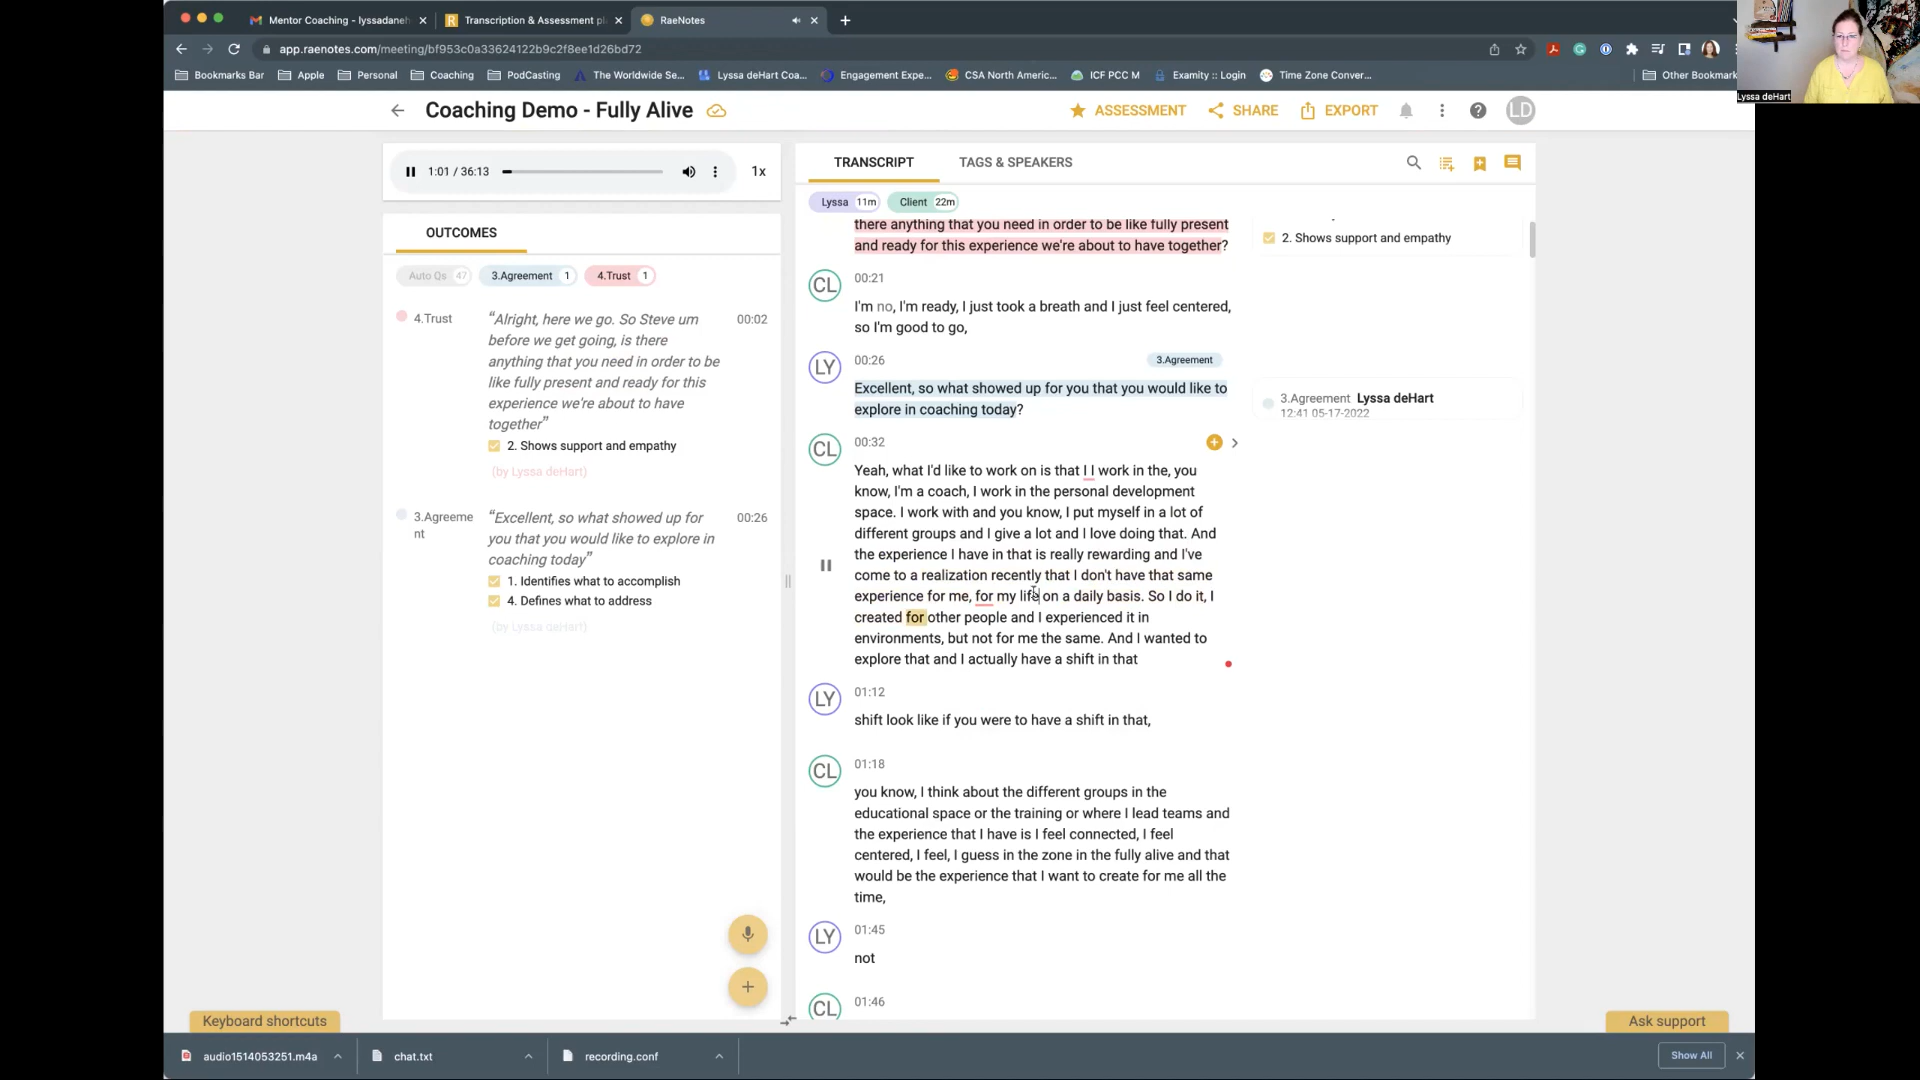 Mentor Coaching - lyssadaneh
Transcription & Assessment pl
RaeNotes
app.raenotes.com/meeting/bf953c0a33624122b9c2f8ee1d26bd72
Bookmarks Bar
Apple
Personal
Coaching
PodCasting
The Worldwide Se...
Lyssa deHart Coa...
Engagement Expe...
CSA North Americ...
ICF PCC M
Examity :: Login
Time Zone Conver...
Other Bookmark
Lyssa deHart
Coaching Demo - Fully Alive
ASSESSMENT
SHARE
EXPORT
LD
1:01 / 36:13
1x
OUTCOMES
Auto Qs 47
3.Agreement 1
4.Trust 1
4.Trust
“Alright, here we go. So Steve um
before we get going, is there
anything that you need in order to be
like fully present and ready for this
experience we're about to have
together”
00:02
2. Shows support and empathy
(by Lyssa deHart)
3.Agreeme
nt
“Excellent, so what showed up for
you that you would like to explore in
coaching today”
00:26
1. Identifies what to accomplish
4. Defines what to address
(by Lyssa deHart)
TRANSCRIPT
TAGS & SPEAKERS
Lyssa 11m
Client 22m
there anything that you need in order to be like fully present
and ready for this experience we're about to have together?
2. Shows support and empathy
CL
00:21
I'm no, I'm ready, I just took a breath and I just feel centered,
so I'm good to go,
LY
00:26
3.Agreement
Excellent, so what showed up for you that you would like to
explore in coaching today?
3.Agreement Lyssa deHart
12:41 05-17-2022
CL
00:32
Yeah, what I'd like to work on is that I I work in the, you
know, I'm a coach, I work in the personal development
space. I work with and you know, I put myself in a lot of
different groups and I give a lot and I love doing that. And
the experience I have in that is really rewarding and I've
come to a realization recently that I don't have that same
experience for me, for my life on a daily basis. So I do it, I
created for other people and I experienced it in
environments, but not for me the same. And I wanted to
explore that and I actually have a shift in that
LY
01:12
shift look like if you were to have a shift in that,
CL
01:18
you know, I think about the different groups in the
educational space or the training or where I lead teams and
the experience that I have is I feel connected, I feel
centered, I feel, I guess in the zone in the fully alive and that
would be the experience that I want to create for me all the
time,
LY
01:45
not
CL
01:46
Keyboard shortcuts
Ask support
audio1514053251.m4a
chat.txt
recording.conf
Show All